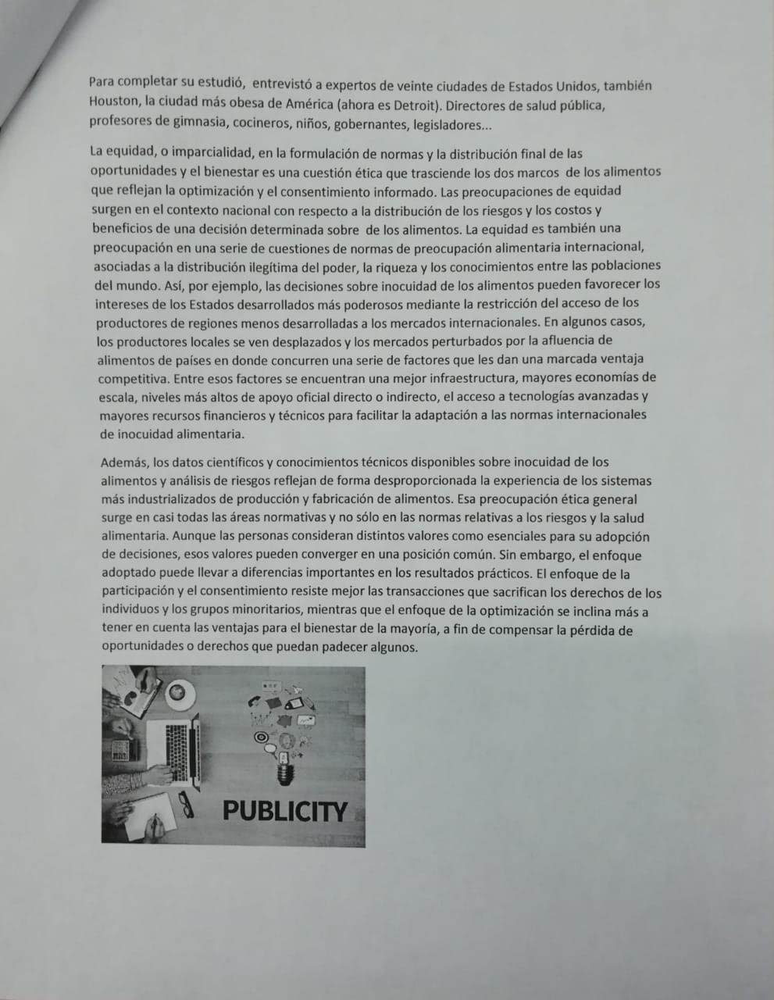 Para completar su estudió,  entrevistó a expertos de veinte ciudades de Estados Unidos, también
Houston, la ciudad más obesa de América (ahora es Detroit). Directores de salud pública,
profesores de gimnasia, cocineros, niños, gobernantes, legisladores...
La equidad, o imparcialidad, en la formulación de normas y la distribución final de las
oportunidades y el bienestar es una cuestión ética que trasciende los dos marcos  de los alimentos
que reflejan la optimización y el consentimiento informado. Las preocupaciones de equidad
surgen en el contexto nacional con respecto a la distribución de los riesgos y los costos y
beneficios de una decisión determinada sobre  de los alimentos. La equidad es también una
preocupación en una serie de cuestiones de normas de preocupación alimentaria internacional,
asociadas a la distribución ilegítima del poder, la riqueza y los conocimientos entre las poblaciones
del mundo. Así, por ejemplo, las decisiones sobre inocuidad de los alimentos pueden favorecer los
intereses de los Estados desarrollados más poderosos mediante la restricción del acceso de los
productores de regiones menos desarrolladas a los mercados internacionales. En algunos casos,
los productores locales se ven desplazados y los mercados perturbados por la afluencia de
alimentos de países en donde concurren una serie de factores que les dan una marcada ventaja
competitiva. Entre esos factores se encuentran una mejor infraestructura, mayores economías de
escala, niveles más altos de apoyo oficial directo o indirecto, el acceso a tecnologías avanzadas y
mayores recursos financieros y técnicos para facilitar la adaptación a las normas internacionales
de inocuidad alimentaria.
Además, los datos científicos y conocimientos técnicos disponibles sobre inocuidad de los
alimentos y análisis de riesgos reflejan de forma desproporcionada la experiencia de los sistemas
más industrializados de producción y fabricación de alimentos. Esa preocupación ética general
surge en casi todas las áreas normativas y no sólo en las normas relativas a los riesgos y la salud
alimentaria. Aunque las personas consideran distintos valores como esenciales para su adopción
de decisiones, esos valores pueden converger en una posición común. Sin embargo, el enfoque
adoptado puede llevar a diferencias importantes en los resultados prácticos. El enfoque de la
participación y el consentimiento resiste mejor las transacciones que sacrifican los derechos de los
individuos y los grupos minoritarios, mientras que el enfoque de la optimización se inclina más a
tener en cuenta las ventajas para el bienestar de la mayoría, a fin de compensar la pérdida de
oportunidades o derechos que puedan padecer algunos.
PUBLICITY